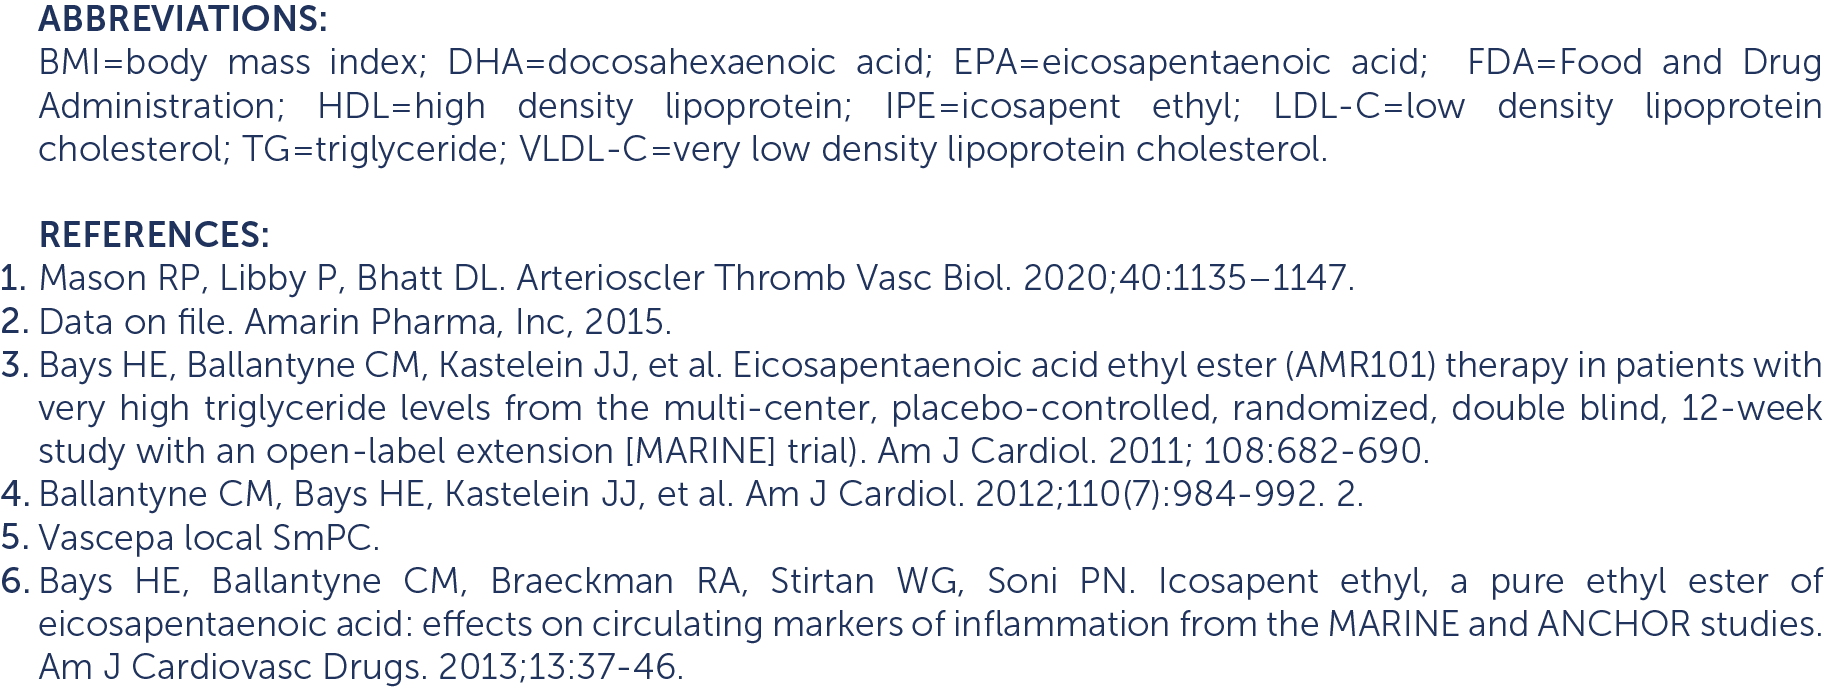 ABBREVIATIONS:
BMI=body mass index; DHA=docosahexaenoic acid; EPA=eicosapentaenoic acid; FDA=Food and Drug
Administration; HDL=high density lipoprotein; IPE=icosapent ethyl; LDL-C=low density lipoprotein
cholesterol; TG=triglyceride; VLDL-C=very low density lipoprotein cholesterol.
REFERENCES:
1. Mason RP, Libby P, Bhatt DL. Arterioscler Thromb Vasc Biol. 2020;40:1135–1147.
2. Data on file. Amarin Pharma, Inc, 2015.
3. Bays HE, Ballantyne CM, Kastelein JJ, et al. Eicosapentaenoic acid ethyl ester (AMR101) therapy in patients with
very high triglyceride levels from the multi-center, placebo-controlled, randomized, double blind, 12-week
study with an open-label extension [MARINE] trial). Am J Cardiol. 2011; 108:682-690.
4. Ballantyne CM, Bays HE, Kastelein JJ, et al. Am J Cardiol. 2012;110(7):984-992. 2.
5. Vascepa local SmPC.
6. Bays HE, Ballantyne CM, Braeckman RA, Stirtan WG, Soni PN. Icosapent ethyl, a pure ethyl ester of
eicosapentaenoic acid: effects on circulating markers of inflammation from the MARINE and ANCHOR studies.
Am J Cardiovasc Drugs. 2013;13:37-46.